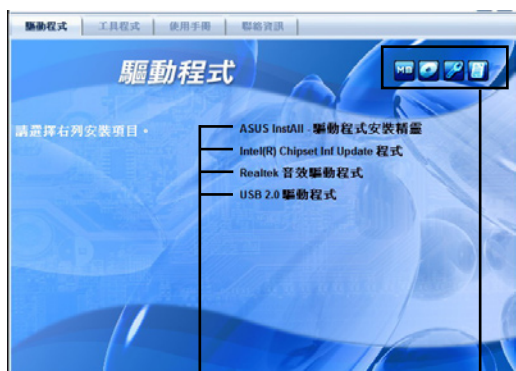 驅動程式 工具程式 使用手冊 聯絡資訊
驅動程式
MB
請選擇右列安裝項目。
ASUS InstAll - 驅動程式安裝精靈
Intel(R) Chipset Inf Update 程式
Realtek 音效驅動程式
USB 2.0 驅動程式